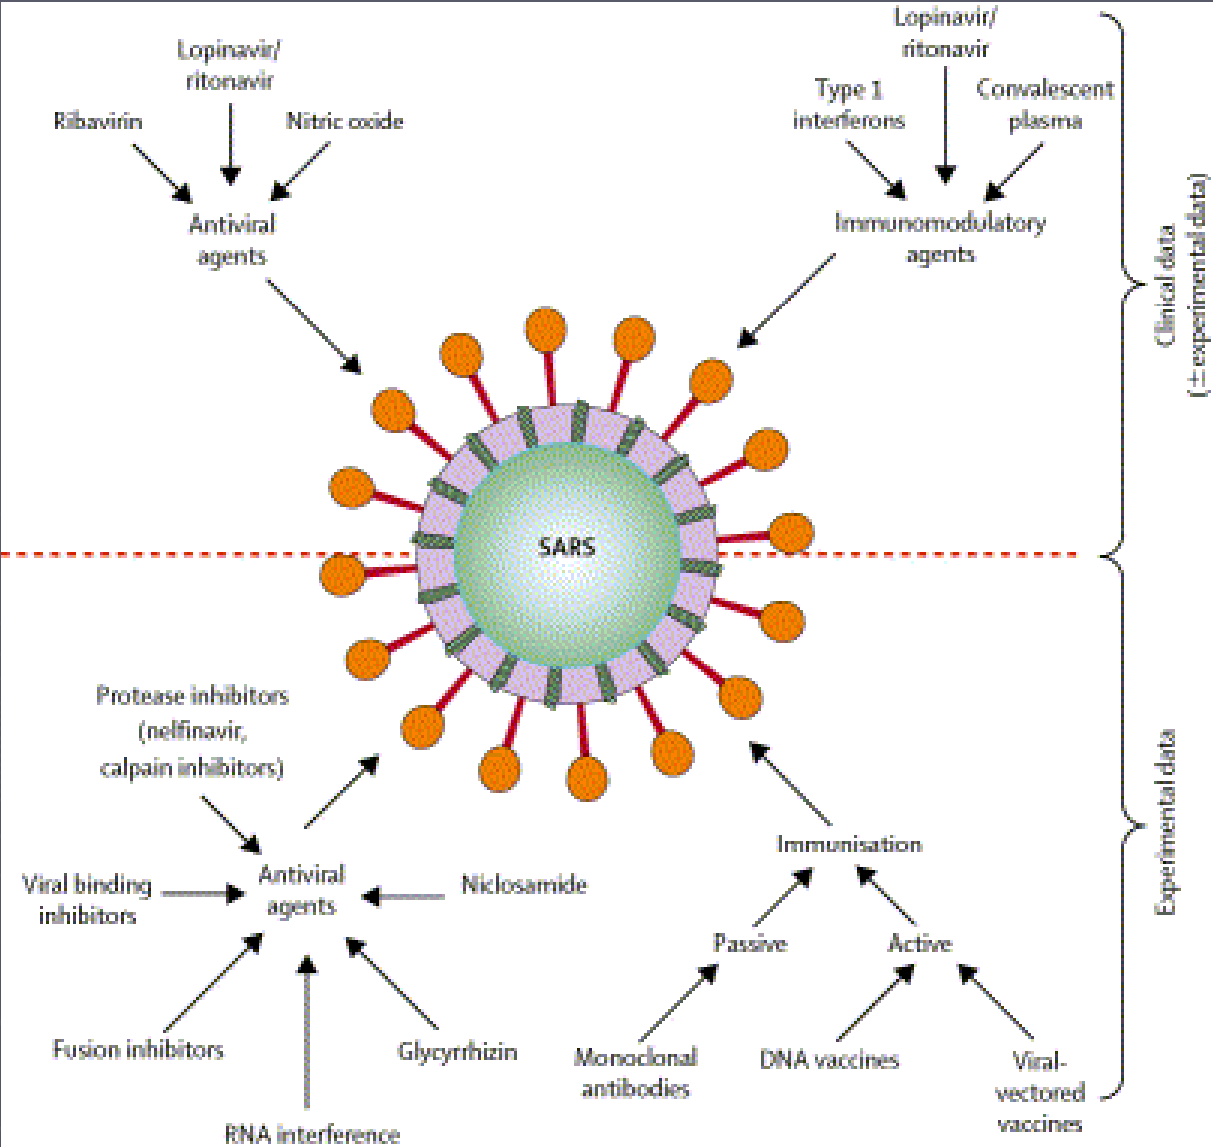 Lopinavir/
ritonavir
Ribavirin
Nitric oxide
Antiviral
agents
Lopinavir/
ritonavir
Type 1
interferons
Convalescent
plasma
Immunomodulatory
agents
Clinical data
(± experimental data)
SARS
Protease inhibitors
(nelfinavir,
calpain inhibitors)
Viral binding
inhibitors
Antiviral
agents
Niclosamide
Fusion inhibitors
Glycyrrhizin
RNA interference
Immunisation
Passive
Active
Monoclonal
antibodies
DNA vaccines
Viral-
vectored
vaccines
Experimental data